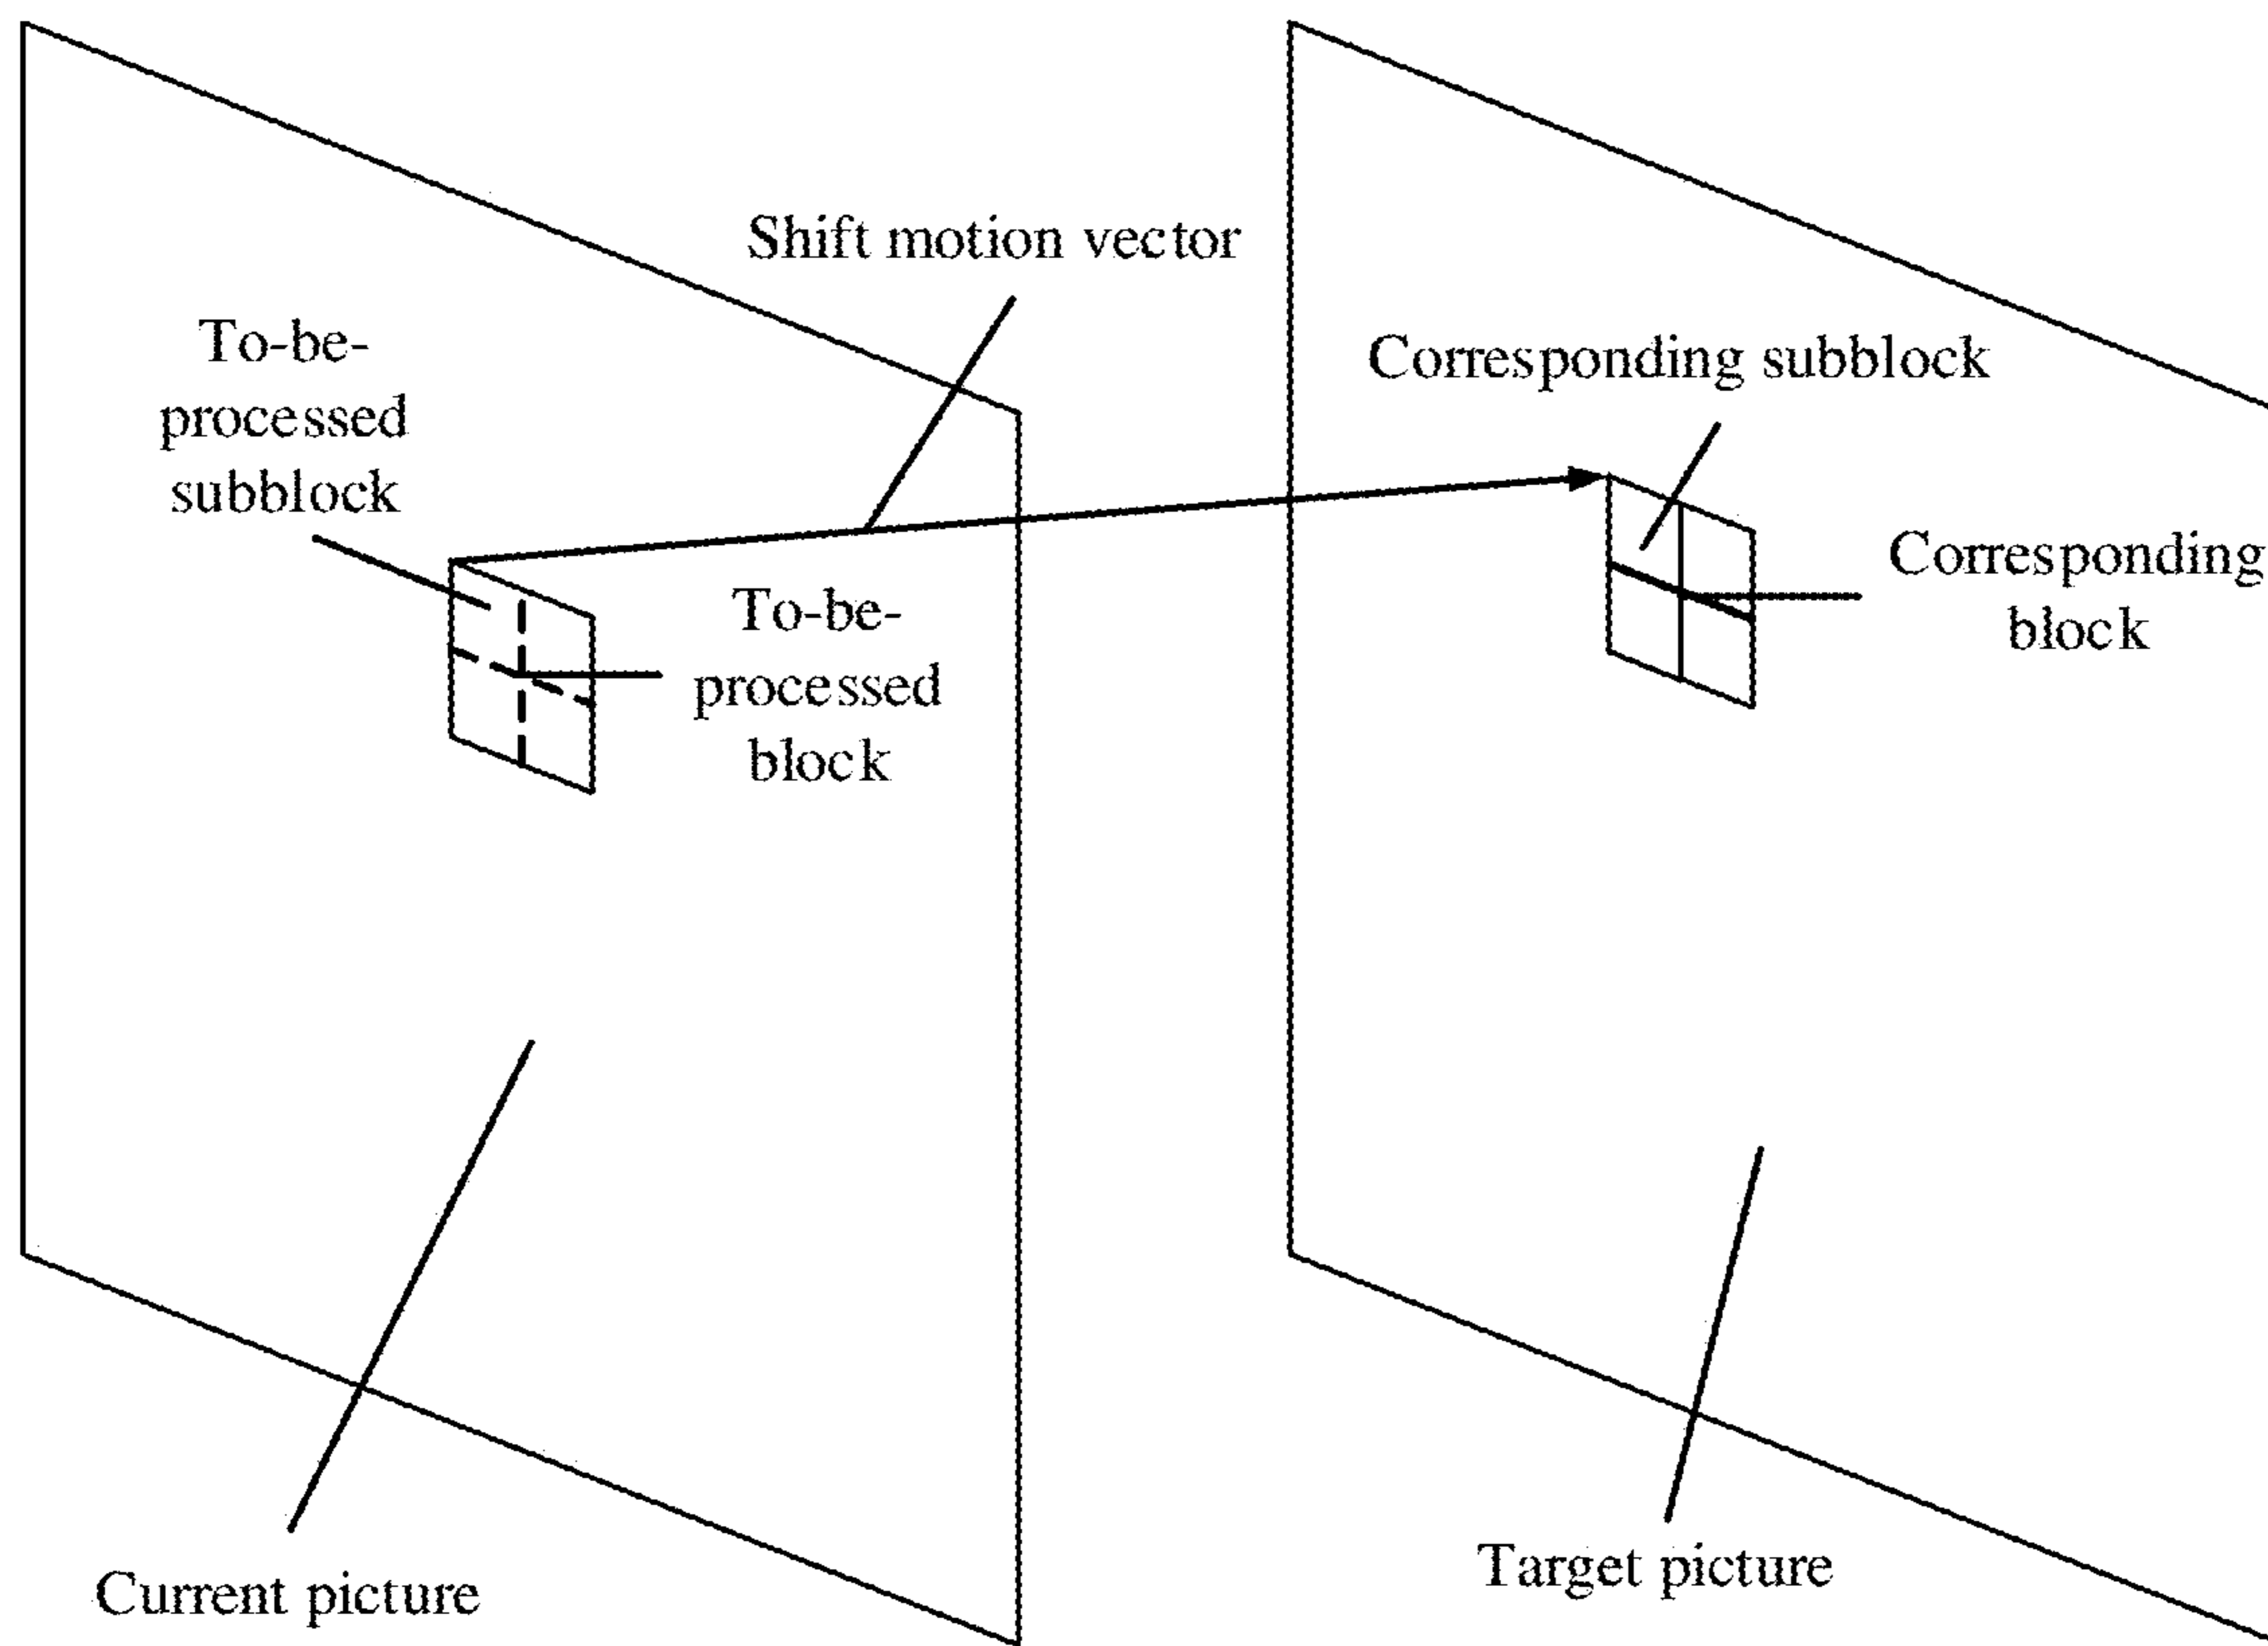 Shift motion vector
To-be-
processed
subblock
To-be-
processed
block
Corresponding subblock
Corresponding
block
Current picture
Target picture